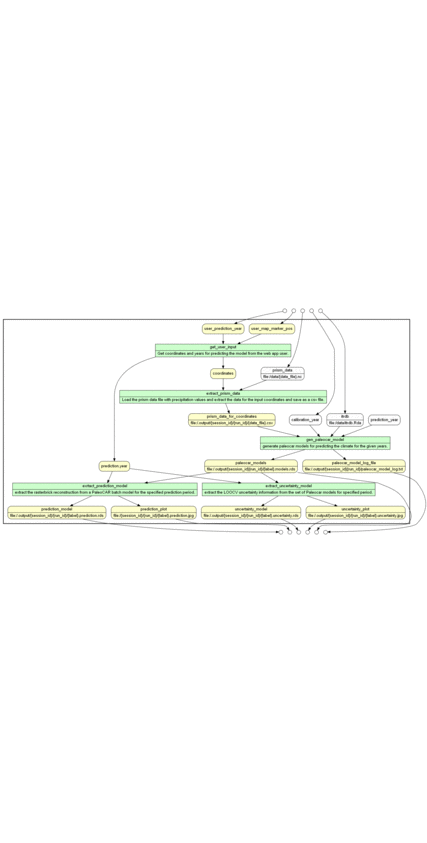 user_prediction_year
user_map_marker_pos
get_user_input
Get coordinates and years for predicting the model from the web app user.
coordinates
prism_data
file:/data/{data_file}.nc
extract_prism_data
Load the prism data file with precipitation values and extract the data for the input coordinates and save as a csv file.
prism_data_for_coordinates
file:/output/{session_id}/{run_id}/{data_file}.csv
calibration_year
itrdb
file:/data/itrdb.Rda
prediction_year
gen_paleocar_model
generate paleocar models for predicting the climate for the given years.
prediction.year
paleocar_models
file:/output/{session_id}/{run_id}/{label}.models.rds
paleocar_model_log_file
file:/output/{session_id}/{run_id}/{label}.model_log.txt
extract_prediction_model
extract the rasterbrick reconstruction from a PaleoCAR batch model for the specified prediction period.
extract_uncertainty_model
extract the LOOCV uncertainty information from the set of Paleocar models for specified period.
prediction_model
file:/output/{session_id}/{run_id}/{label}.prediction.rds
prediction_plot
file:/{session_id}/{run_id}/{label}.prediction.jpg
uncertainty_model
file:/output/{session_id}/{run_id}/{label}.uncertainty.rds
uncertainty_plot
file:/output/{session_id}/{run_id}/{label}.uncertainty.jpg